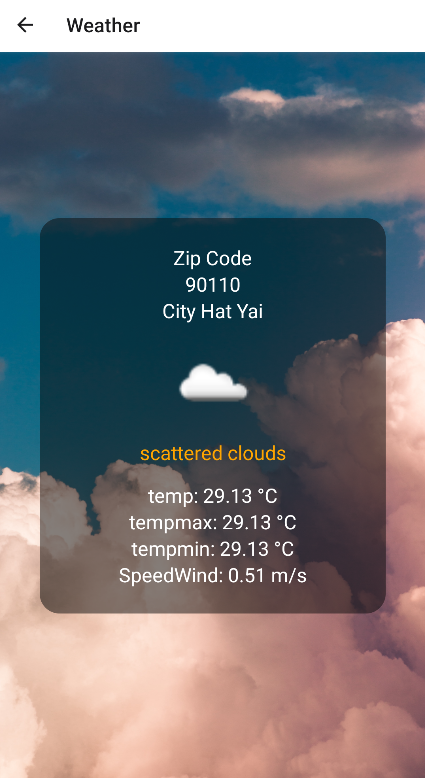 Weather
Zip Code
90110
City Hat Yai
scattered clouds
temp: 29.13 °C
tempmax: 29.13 °C
tempmin: 29.13 °C
SpeedWind: 0.51 m/s